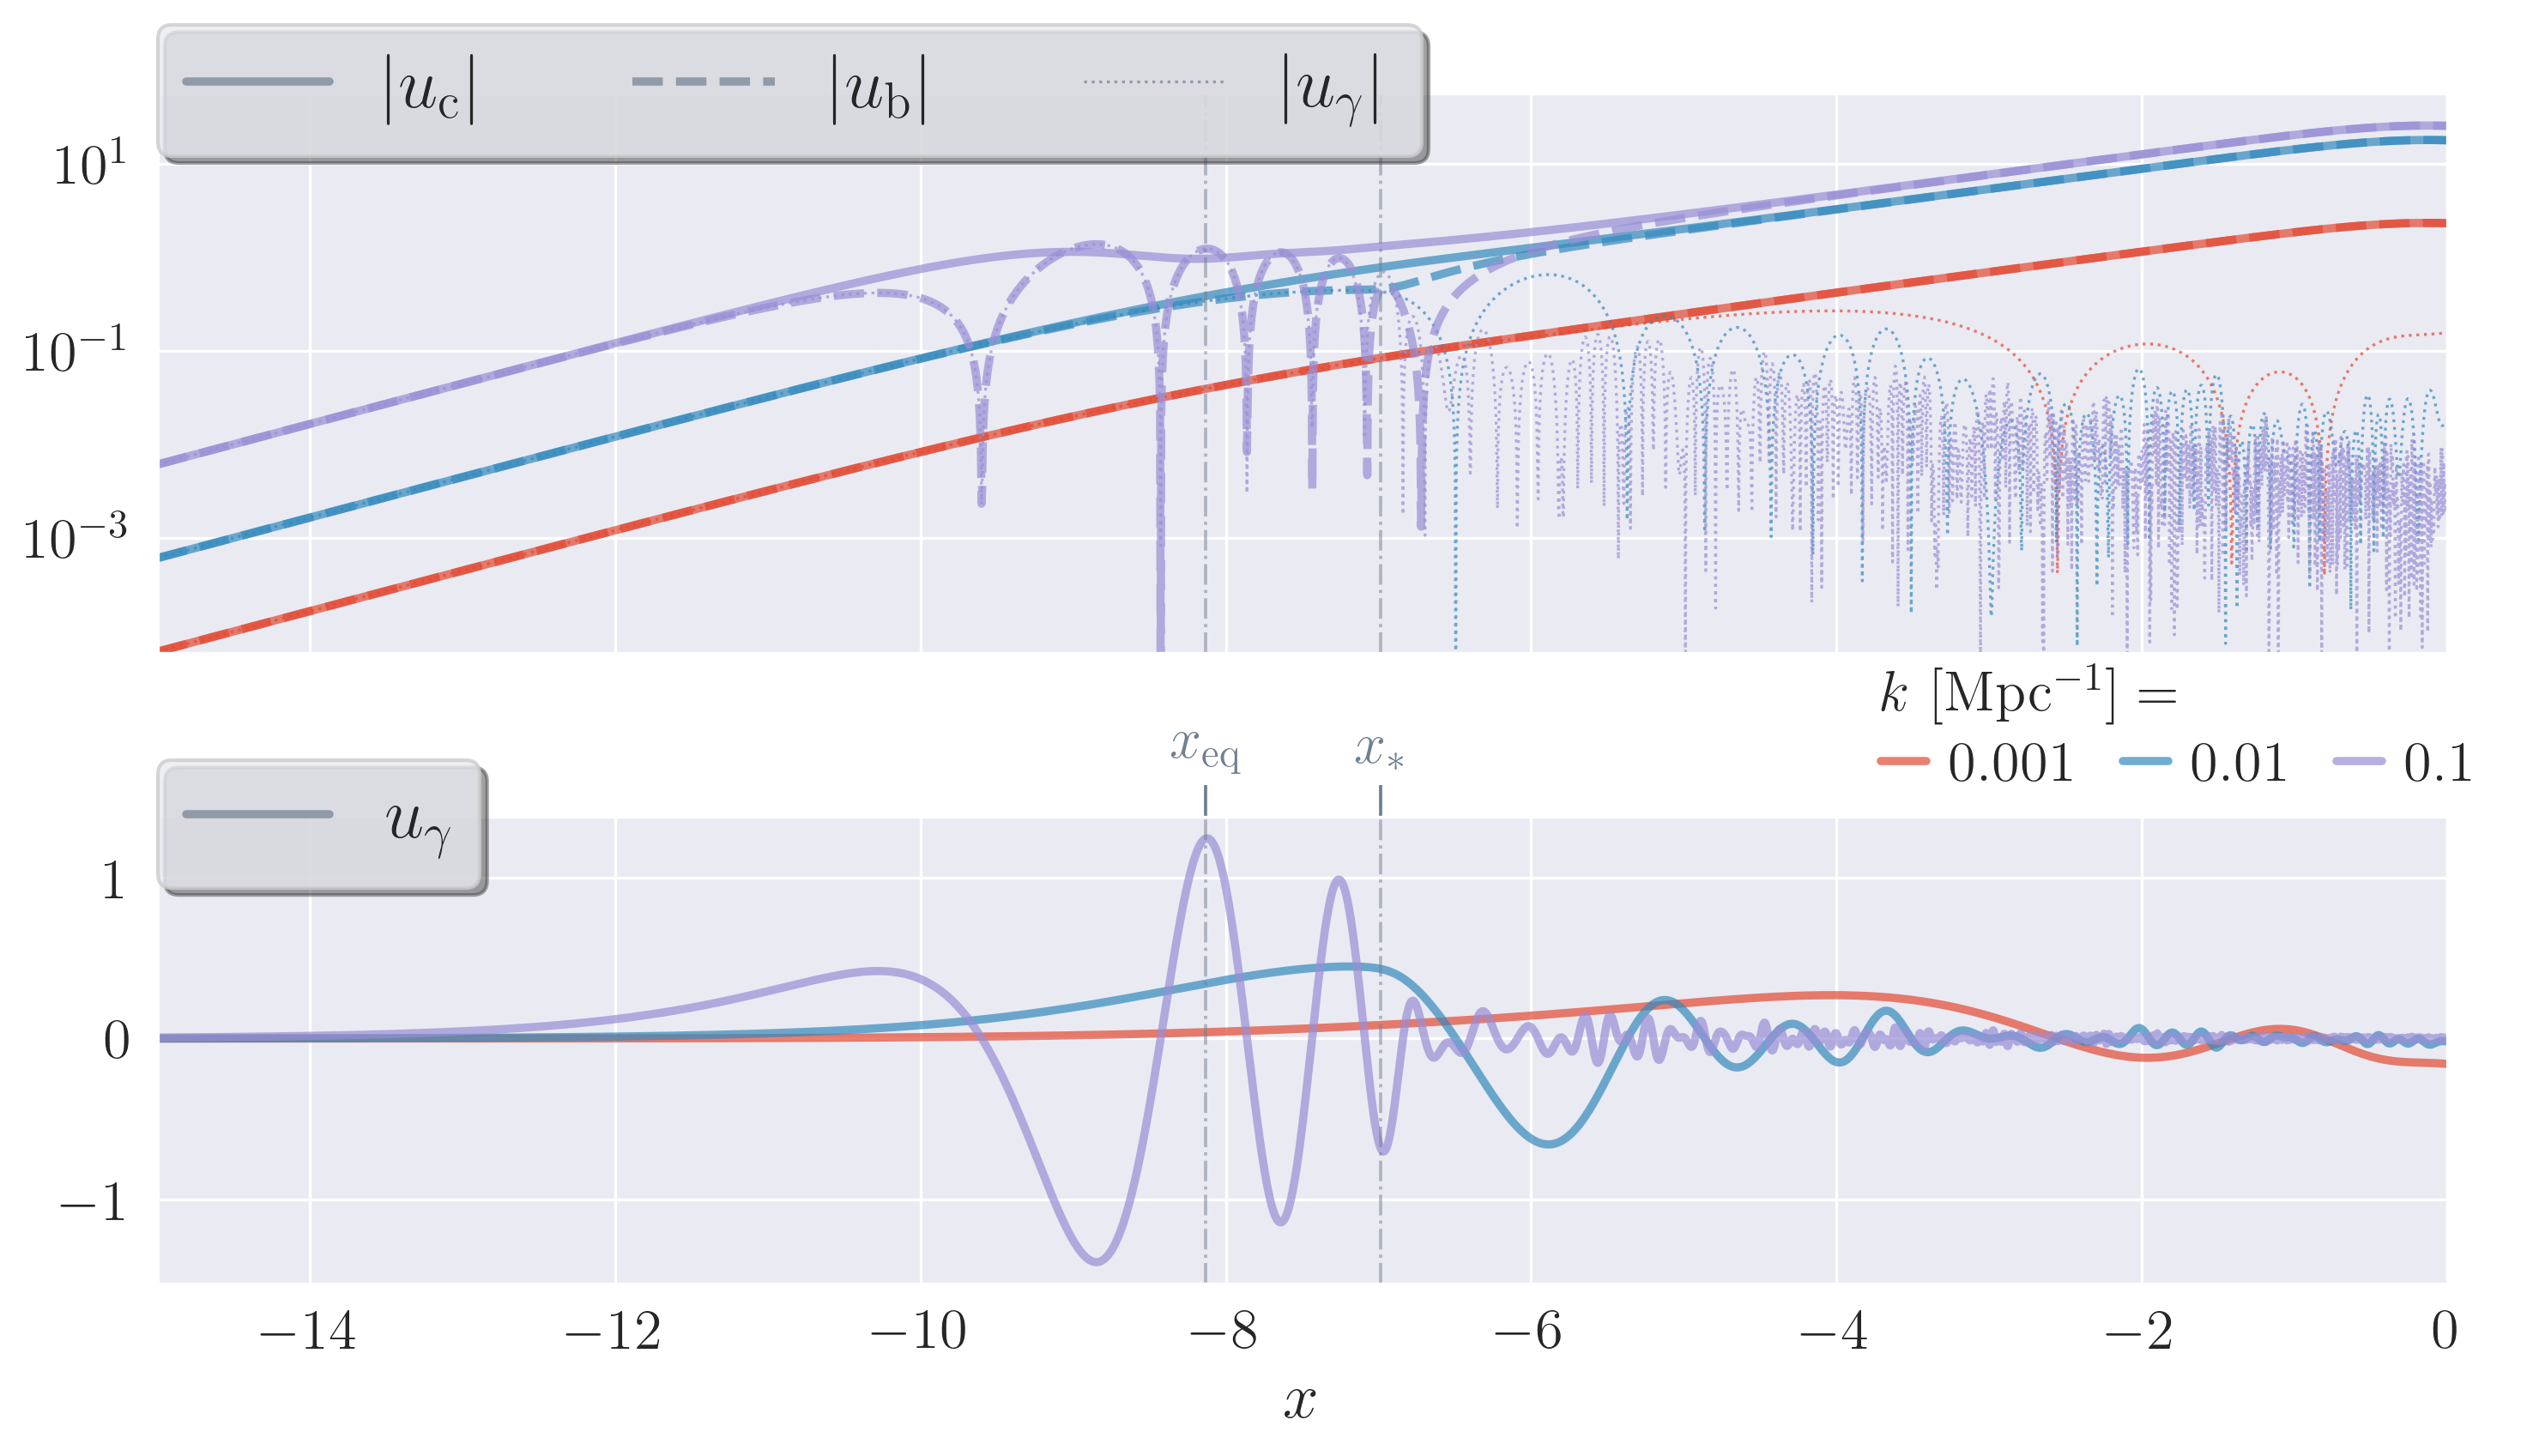 |u_c| |u_b| |u_γ|
10^1
10^−1
10^−3
k [Mpc^−1] =
0.001 0.01 0.1
x_eq x_*
u_γ
1
0
−1
−14 −12 −10 −8 −6 −4 −2 0
x